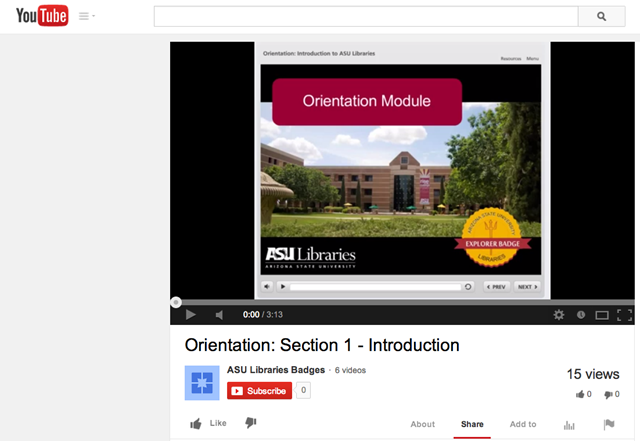 YouTube
Orientation: Introduction to ASU Libraries
Resources Menu
Orientation Module
ARIZONA STATE UNIVERSITY
EXPLORER BADGE
LIBRARIES
ASU Libraries
ARIZONA STATE UNIVERSITY
PREV NEXT
0:00 / 3:13
Orientation: Section 1 - Introduction
ASU Libraries Badges · 6 videos
Subscribe 0
15 views
0 0
Like About Share Add to